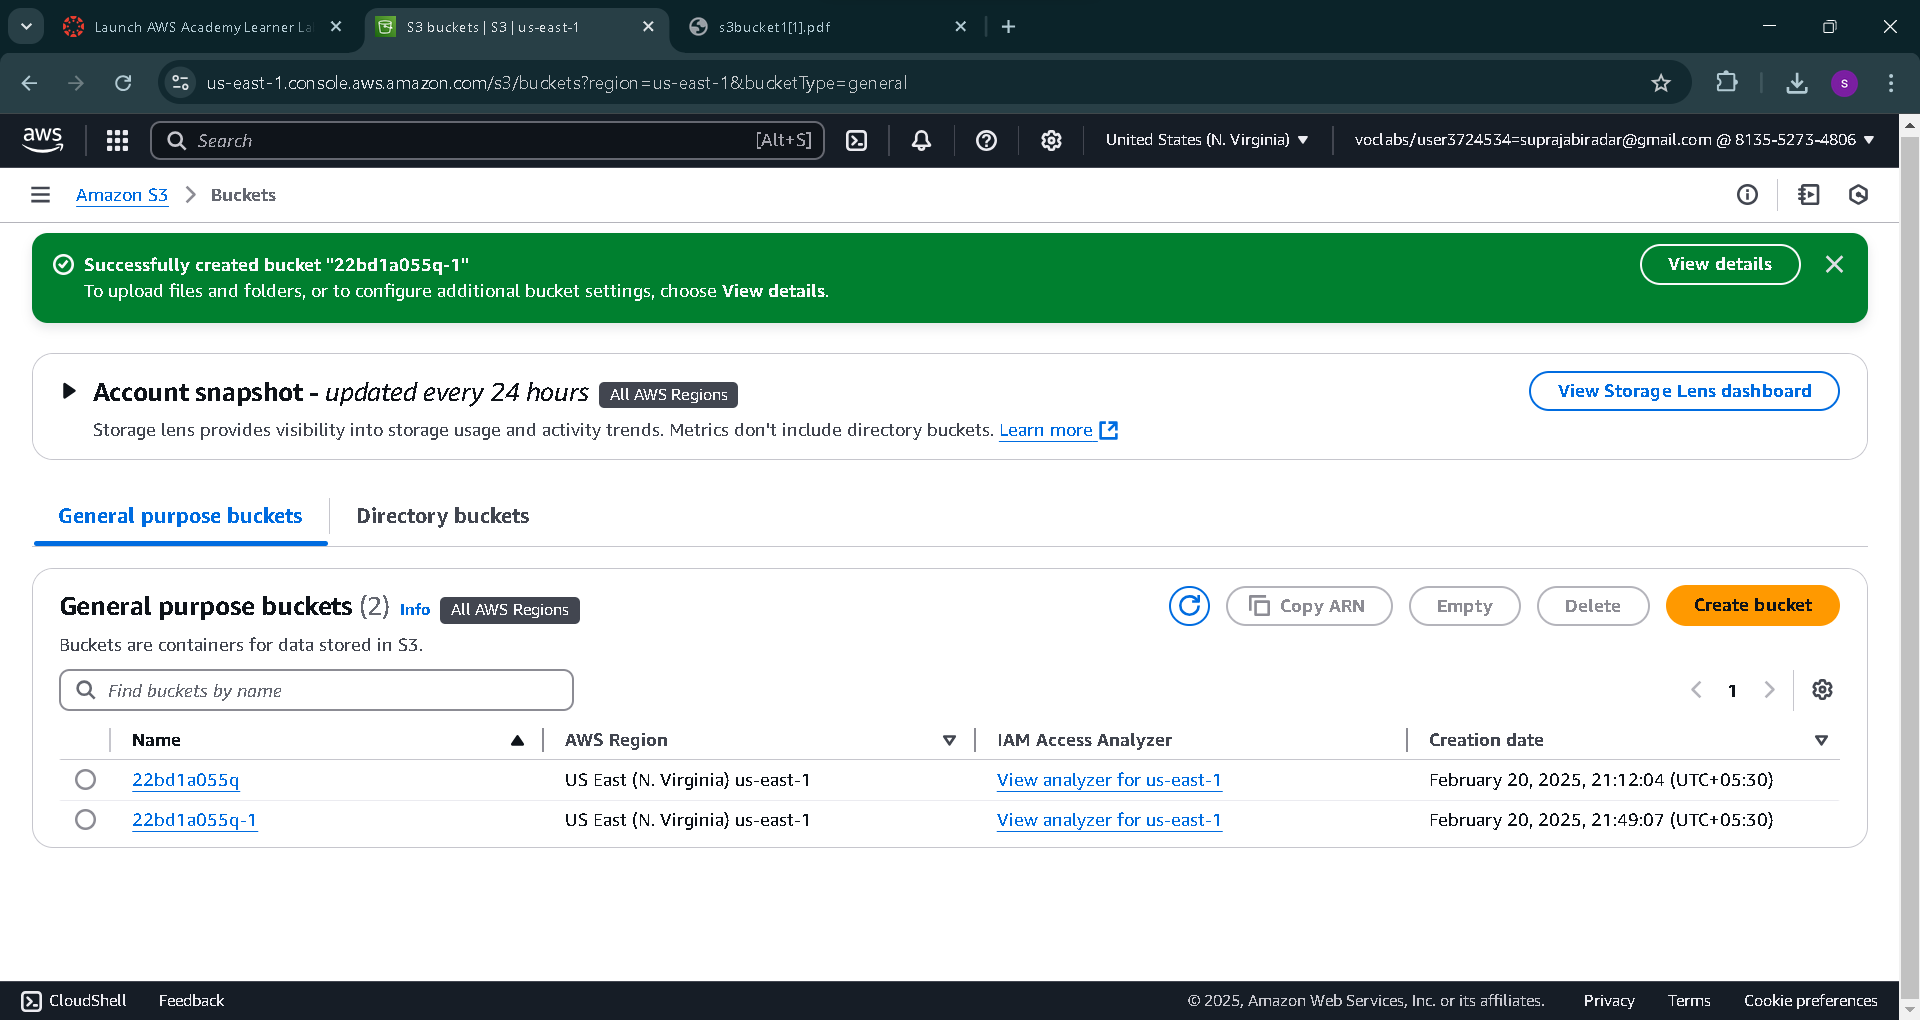 Launch AWS Academy Learner La
S3 buckets | S3 | us-east-1
s3bucket1[1].pdf
us-east-1.console.aws.amazon.com/s3/buckets?region=us-east-1&bucketType=general
S
aws
Search
[Alt+S]
United States (N. Virginia)
voclabs/user3724534=suprajabiradar@gmail.com @ 8135-5273-4806
Amazon S3
Buckets
Successfully created bucket "22bd1a055q-1"
To upload files and folders, or to configure additional bucket settings, choose View details.
View details
Account snapshot - updated every 24 hours
All AWS Regions
View Storage Lens dashboard
Storage lens provides visibility into storage usage and activity trends. Metrics don't include directory buckets. Learn more
General purpose buckets
Directory buckets
General purpose buckets (2) Info
All AWS Regions
Copy ARN
Empty
Delete
Create bucket
Buckets are containers for data stored in S3.
Find buckets by name
1
Name AWS Region IAM Access Analyzer Creation date
22bd1a055q US East (N. Virginia) us-east-1 View analyzer for us-east-1 February 20, 2025, 21:12:04 (UTC+05:30)
22bd1a055q-1 US East (N. Virginia) us-east-1 View analyzer for us-east-1 February 20, 2025, 21:49:07 (UTC+05:30)
CloudShell
Feedback
© 2025, Amazon Web Services, Inc. or its affiliates.
Privacy
Terms
Cookie preferences